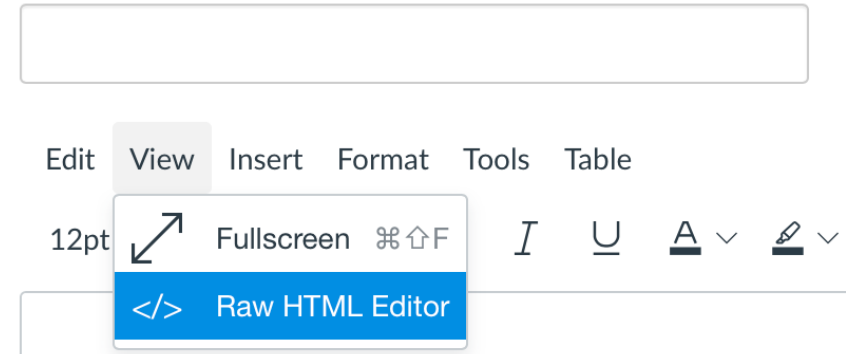 Edit View Insert Format Tools Table
12pt
Fullscreen ⌘⇧F
I U A
</> Raw HTML Editor